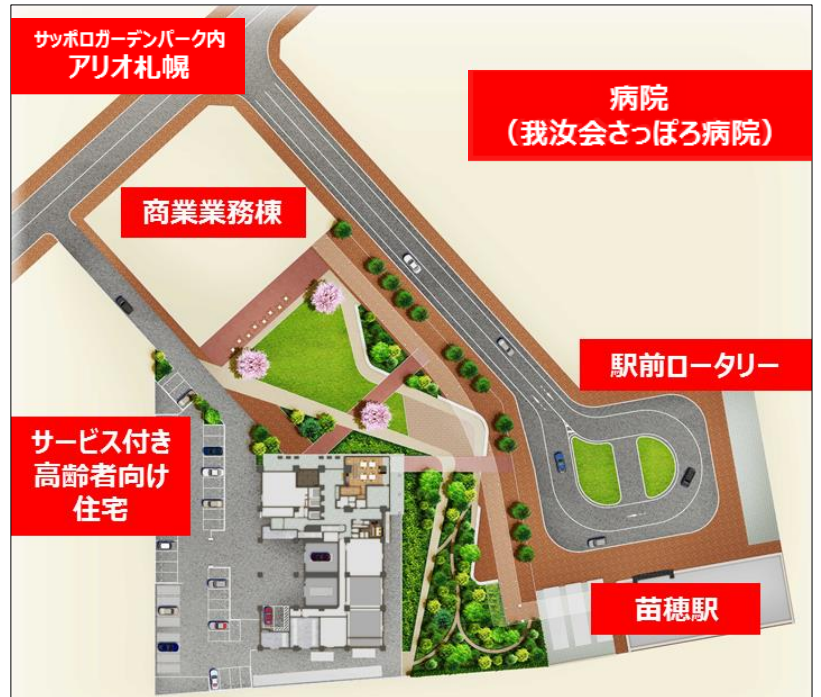 サッポロガーデンパーク内
アリオ札幌
病院
（我汝会さっぽろ病院）
商業業務棟
駅前ロータリー
サービス付き
高齢者向け
住宅
苗穂駅